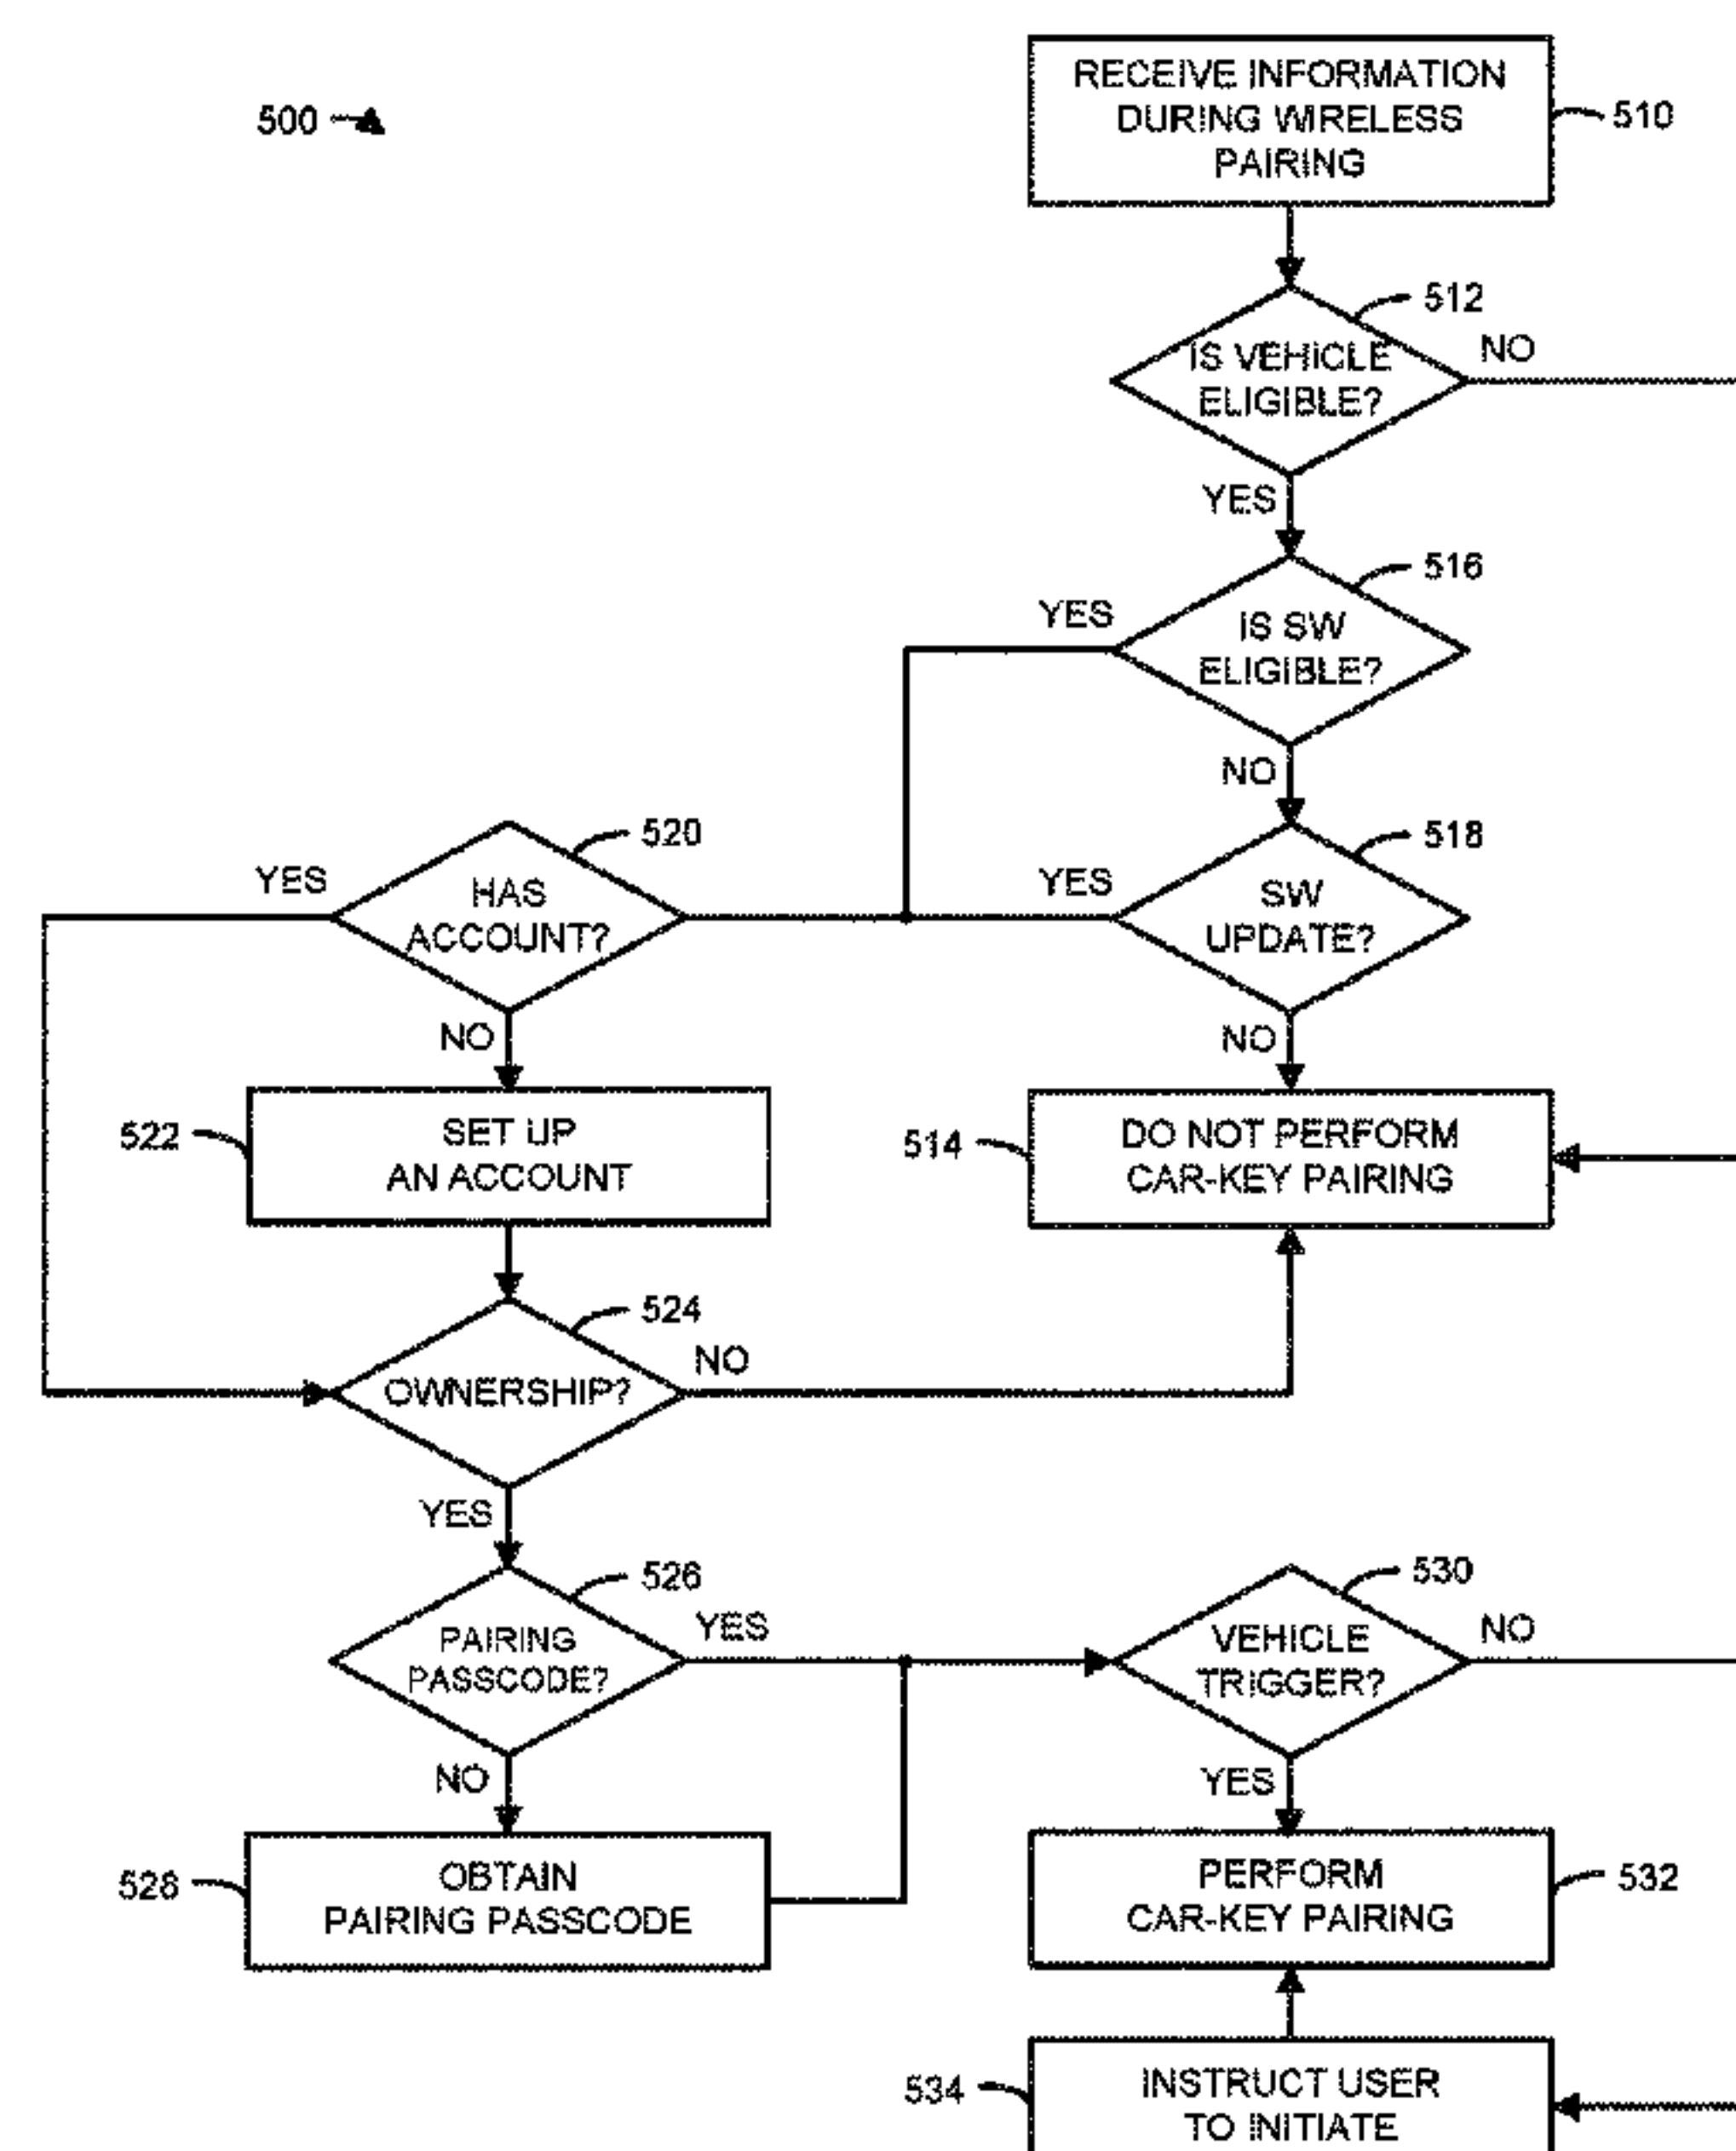 500
RECEIVE INFORMATION
DURING WIRELESS
PAIRING
510
512
IS VEHICLE
ELIGIBLE?
NO
YES
516
IS SW
ELIGIBLE?
YES
NO
518
SW
UPDATE?
YES
NO
520
HAS
ACCOUNT?
YES
NO
522
SET UP
AN ACCOUNT
514
DO NOT PERFORM
CAR-KEY PAIRING
524
OWNERSHIP?
NO
YES
526
PAIRING
PASSCODE?
YES
NO
528
OBTAIN
PAIRING PASSCODE
530
VEHICLE
TRIGGER?
NO
YES
PERFORM
CAR-KEY PAIRING
532
534
INSTRUCT USER
TO INITIATE